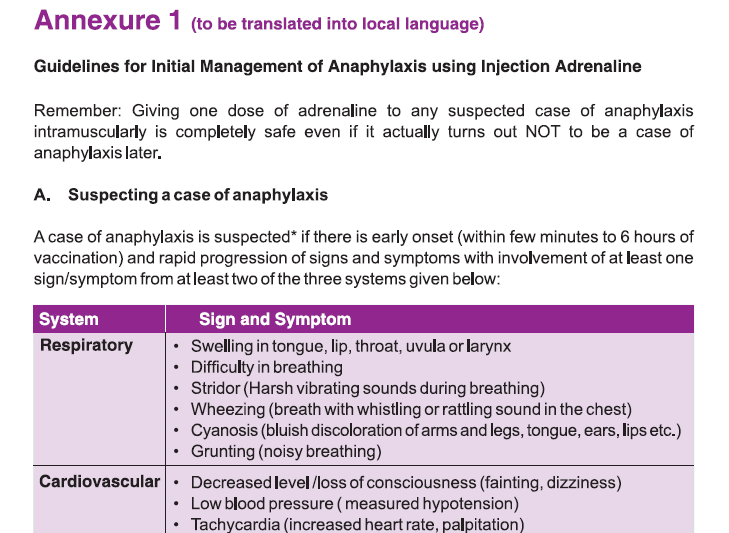 Annexure 1 (to be translated into local language)
Guidelines for Initial Management of Anaphylaxis using Injection Adrenaline
Remember: Giving one dose of adrenaline to any suspected case of anaphylaxis
intramuscularly is completely safe even if it actually turns out NOT to be a case of
anaphylaxis later.
A. Suspecting a case of anaphylaxis
A case of anaphylaxis is suspected* if there is early onset (within few minutes to 6 hours of
vaccination) and rapid progression of signs and symptoms with involvement of at least one
sign/symptom from at least two of the three systems given below:
System Sign and Symptom
Respiratory • Swelling in tongue, lip, throat, uvula or larynx
• Difficulty in breathing
• Stridor (Harsh vibrating sounds during breathing)
• Wheezing (breath with whistling or rattling sound in the chest)
• Cyanosis (bluish discoloration of arms and legs, tongue, ears, lips etc.)
• Grunting (noisy breathing)
Cardiovascular • Decreased level /loss of consciousness (fainting, dizziness)
• Low blood pressure ( measured hypotension)
• Tachycardia (increased heart rate, palpitation)